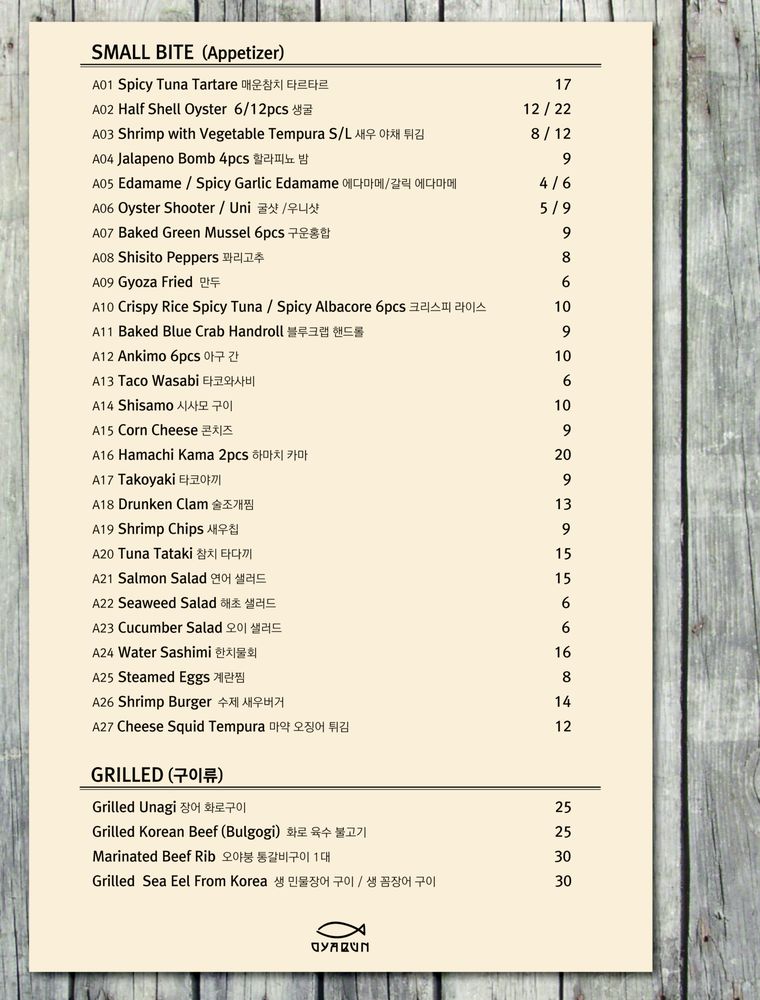 SMALL BITE (Appetizer)
A01 Spicy Tuna Tartare 매운참치 타르타르 17
A02 Half Shell Oyster 6/12pcs 생굴 12 / 22
A03 Shrimp with Vegetable Tempura S/L 새우 야채 튀김 8 / 12
A04 Jalapeno Bomb 4pcs 할라피뇨 밤 9
A05 Edamame / Spicy Garlic Edamame 에다마메/갈릭 에다마메 4 / 6
A06 Oyster Shooter / Uni 굴샷 /우니샷 5 / 9
A07 Baked Green Mussel 6pcs 구운홍합 9
A08 Shisito Peppers 꽈리고추 8
A09 Gyoza Fried 만두 6
A10 Crispy Rice Spicy Tuna / Spicy Albacore 6pcs 크리스피 라이스 10
A11 Baked Blue Crab Handroll 블루크랩 핸드롤 9
A12 Ankimo 6pcs 아구 간 10
A13 Taco Wasabi 타코와사비 6
A14 Shisamo 시사모 구이 10
A15 Corn Cheese 콘치즈 9
A16 Hamachi Kama 2pcs 하마치 카마 20
A17 Takoyaki 타코야끼 9
A18 Drunken Clam 술조개찜 13
A19 Shrimp Chips 새우칩 9
A20 Tuna Tataki 참치 타다끼 15
A21 Salmon Salad 연어 샐러드 15
A22 Seaweed Salad 해초 샐러드 6
A23 Cucumber Salad 오이 샐러드 6
A24 Water Sashimi 한치물회 16
A25 Steamed Eggs 계란찜 8
A26 Shrimp Burger 수제 새우버거 14
A27 Cheese Squid Tempura 마약 오징어 튀김 12
GRILLED (구이류)
Grilled Unagi 장어 화로구이 25
Grilled Korean Beef (Bulgogi) 화로 육수 불고기 25
Marinated Beef Rib 오야붕 통갈비구이 1대 30
Grilled Sea Eel From Korea 생 민물장어 구이 / 생 꼼장어 구이 30
OYABUN